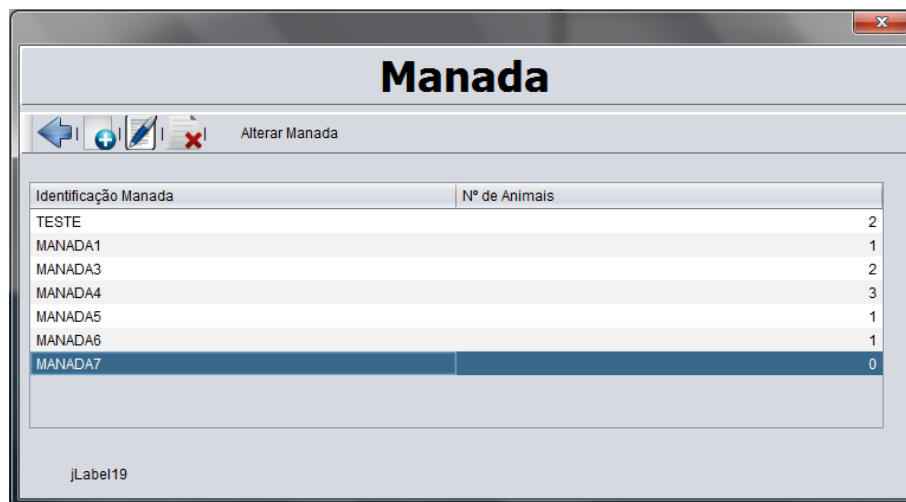 Manada
Alterar Manada
Identificação Manada Nº de Animais
TESTE 2
MANADA1 1
MANADA3 2
MANADA4 3
MANADA5 1
MANADA6 1
MANADA7 0
jLabel19